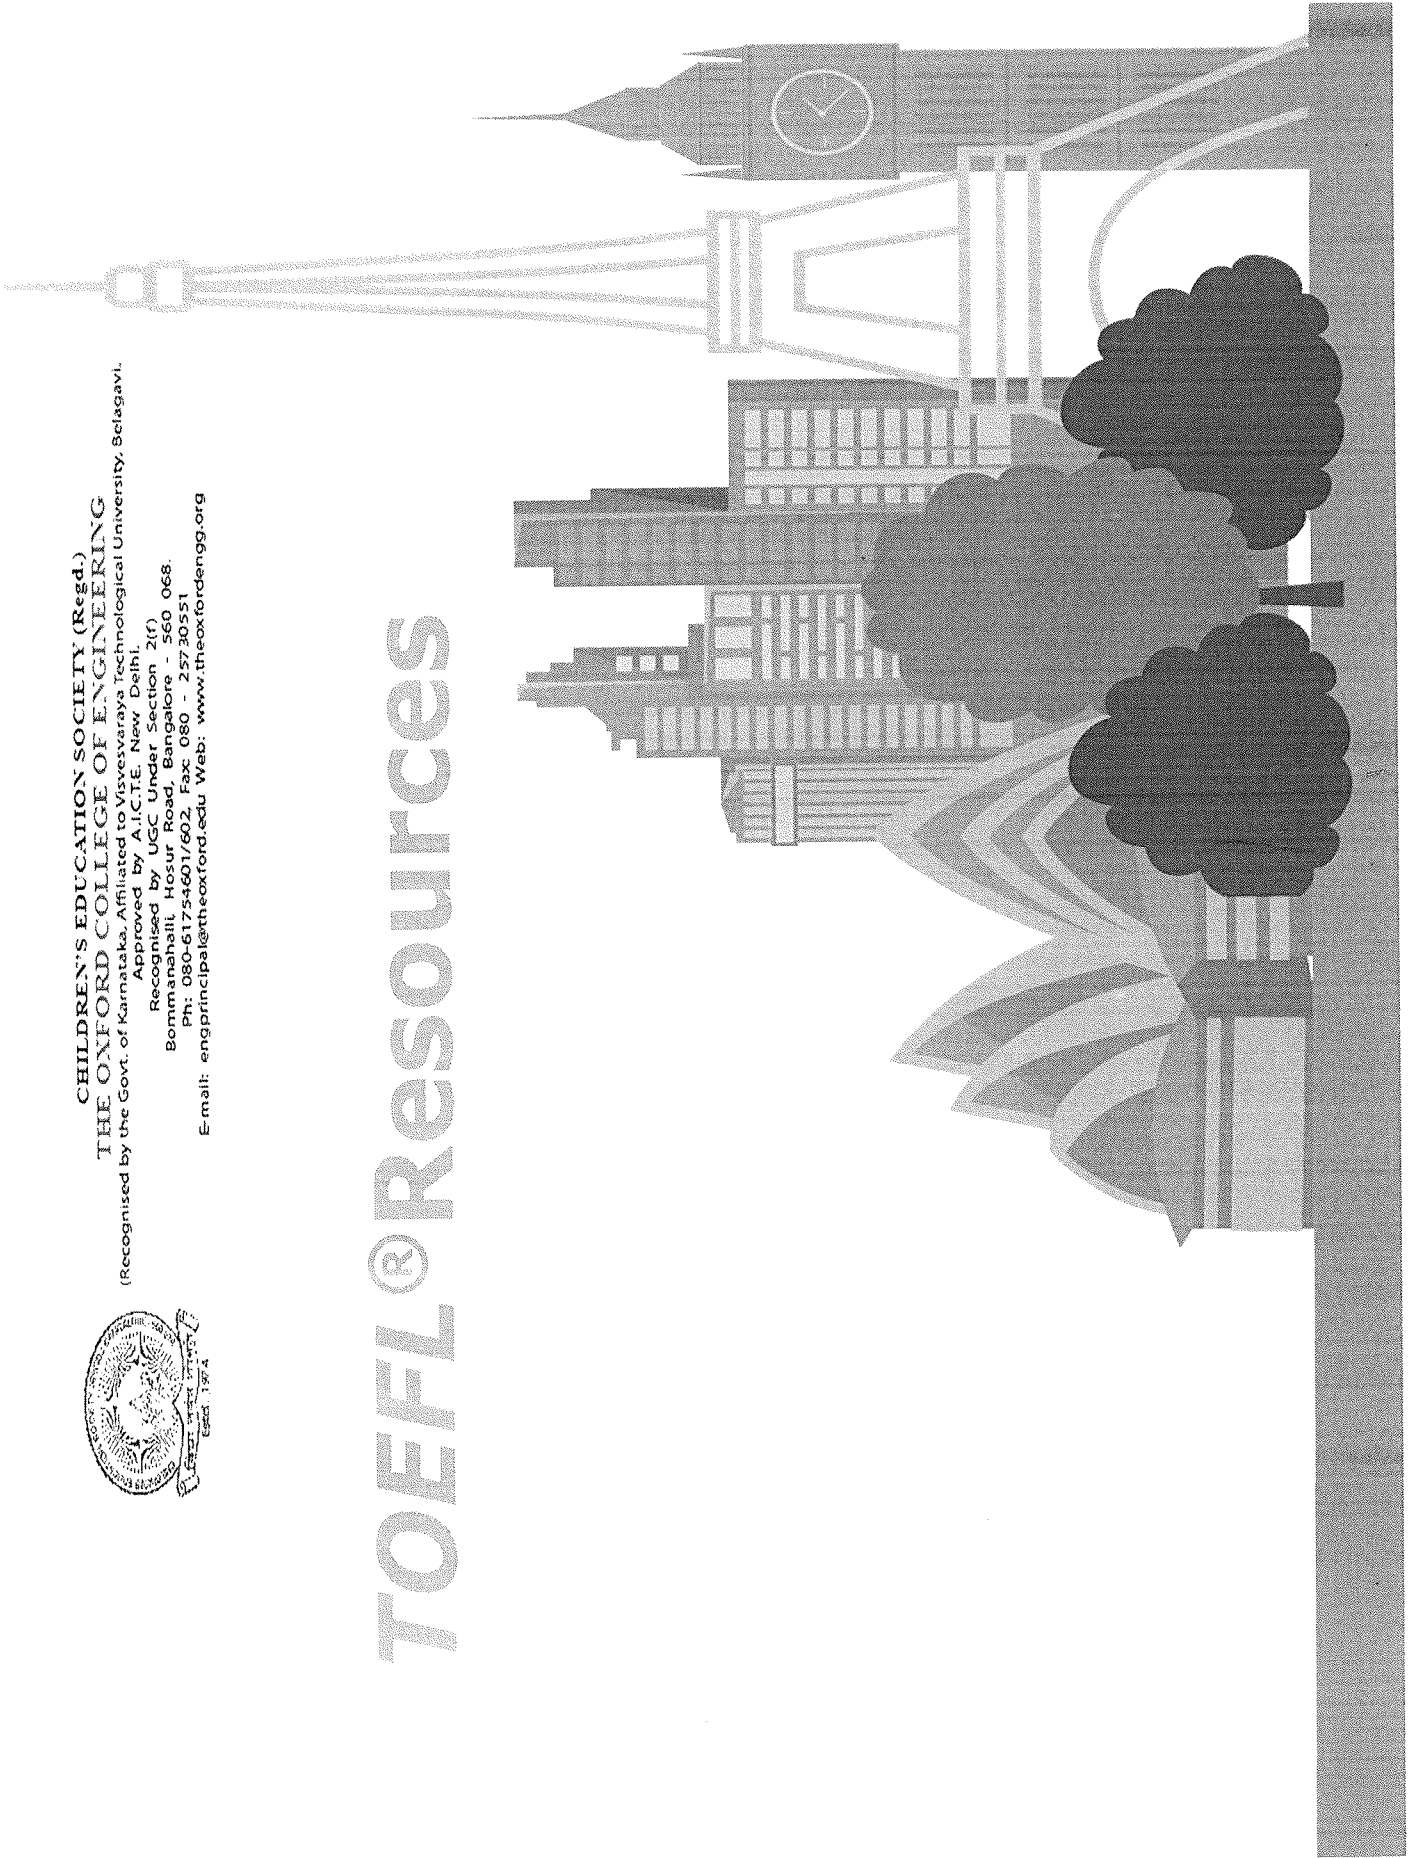 CHILDREN'S EDUCATION SOCIETY (Regd.)
THE OXFORD COLLEGE OF ENGINEERING
(Recognised by the Govt. of Karnataka, Affiliated to Visvesvaraya Technological University, Belagavi.
Approved by A.I.C.T.E. New Delhi.
Recognised by UGC Under Section 2(f)
Bommanahalli, Hosur Road, Bangalore - 560 068.
Ph: 080-61754601/602, Fax: 080 - 25730551
E-mail: engprincipal@theoxford.edu Web: www.theoxfordengg.org
Estd. 1974
TOEFL® Resources